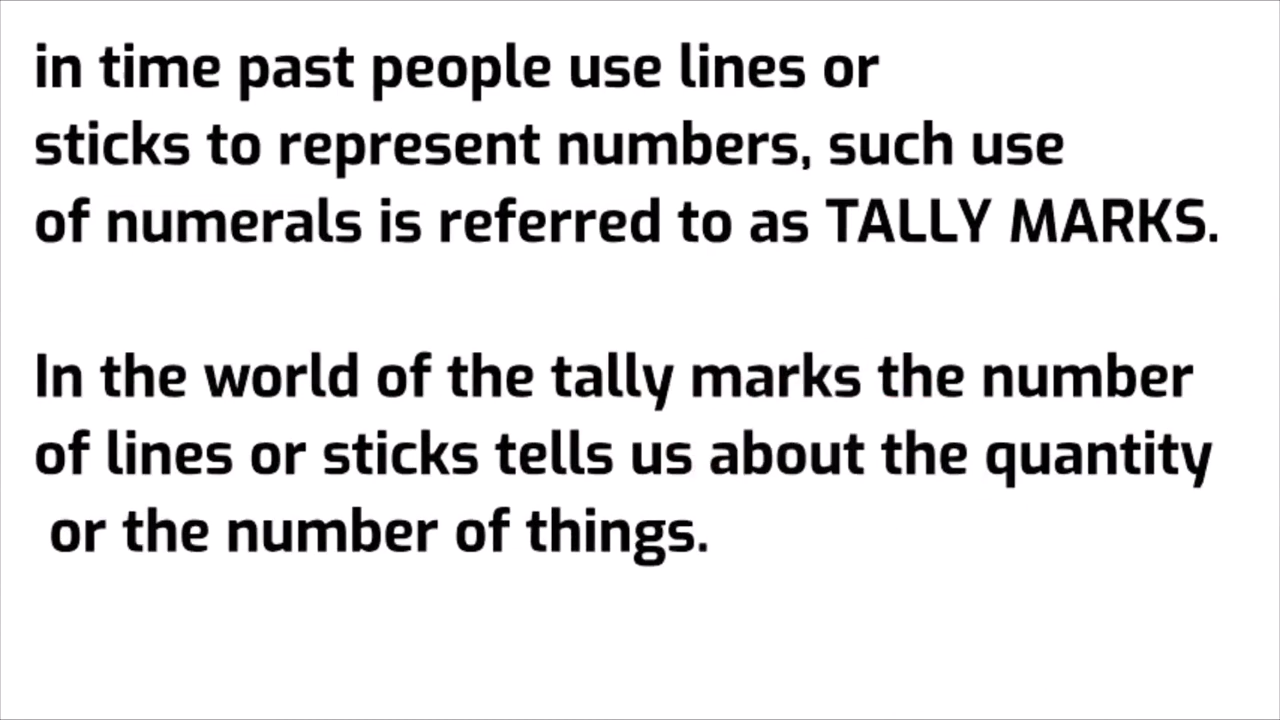 in time past people use lines or
sticks to represent numbers, such use
of numerals is referred to as TALLY MARKS.
In the world of the tally marks the number
of lines or sticks tells us about the quantity
or the number of things.